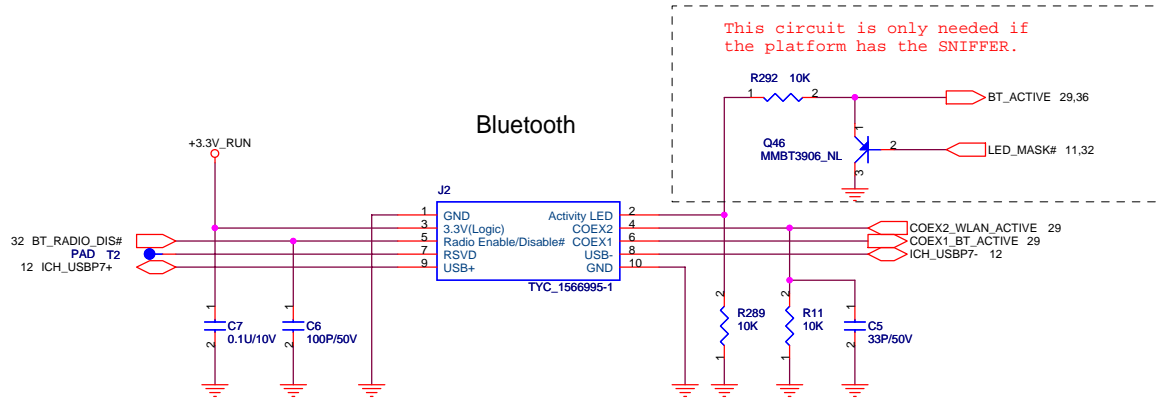 This circuit is only needed if
the platform has the SNIFFER.
R292 10K
1 2
BT_ACTIVE 29,36
Bluetooth
+3.3V_RUN
1
Q46
MMBT3906_NL
2
LED_MASK# 11,32
3
J2
1 GND Activity LED 2
3 3.3V(Logic) COEX2 4
COEX2_WLAN_ACTIVE 29
32 BT_RADIO_DIS#
5 Radio Enable/Disable# COEX1 6
COEX1_BT_ACTIVE 29
PAD T2
7 RSVD USB- 8
ICH_USBP7- 12
12 ICH_USBP7+
9 USB+ GND 10
TYC_1566995-1
1 1 2 2 1
C7
0.1U/10V
2
C6
100P/50V
2
R289
10K
1
R11
10K
1
C5
33P/50V
2